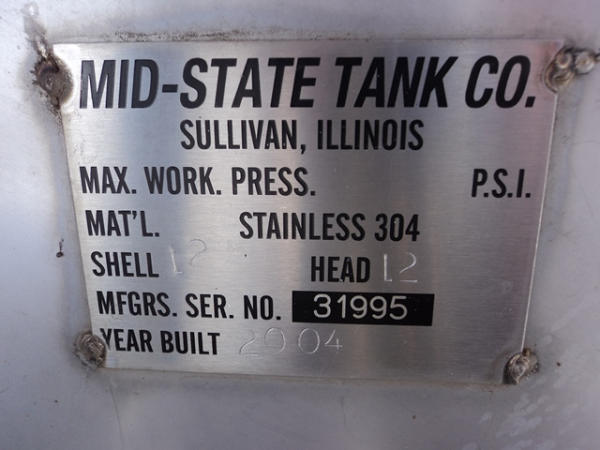 MID-STATE TANK CO.
SULLIVAN, ILLINOIS
MAX. WORK. PRESS. P.S.I.
MAT'L. STAINLESS 304
SHELL 12 HEAD 12
MFGRS. SER. NO. 31995
YEAR BUILT 2004